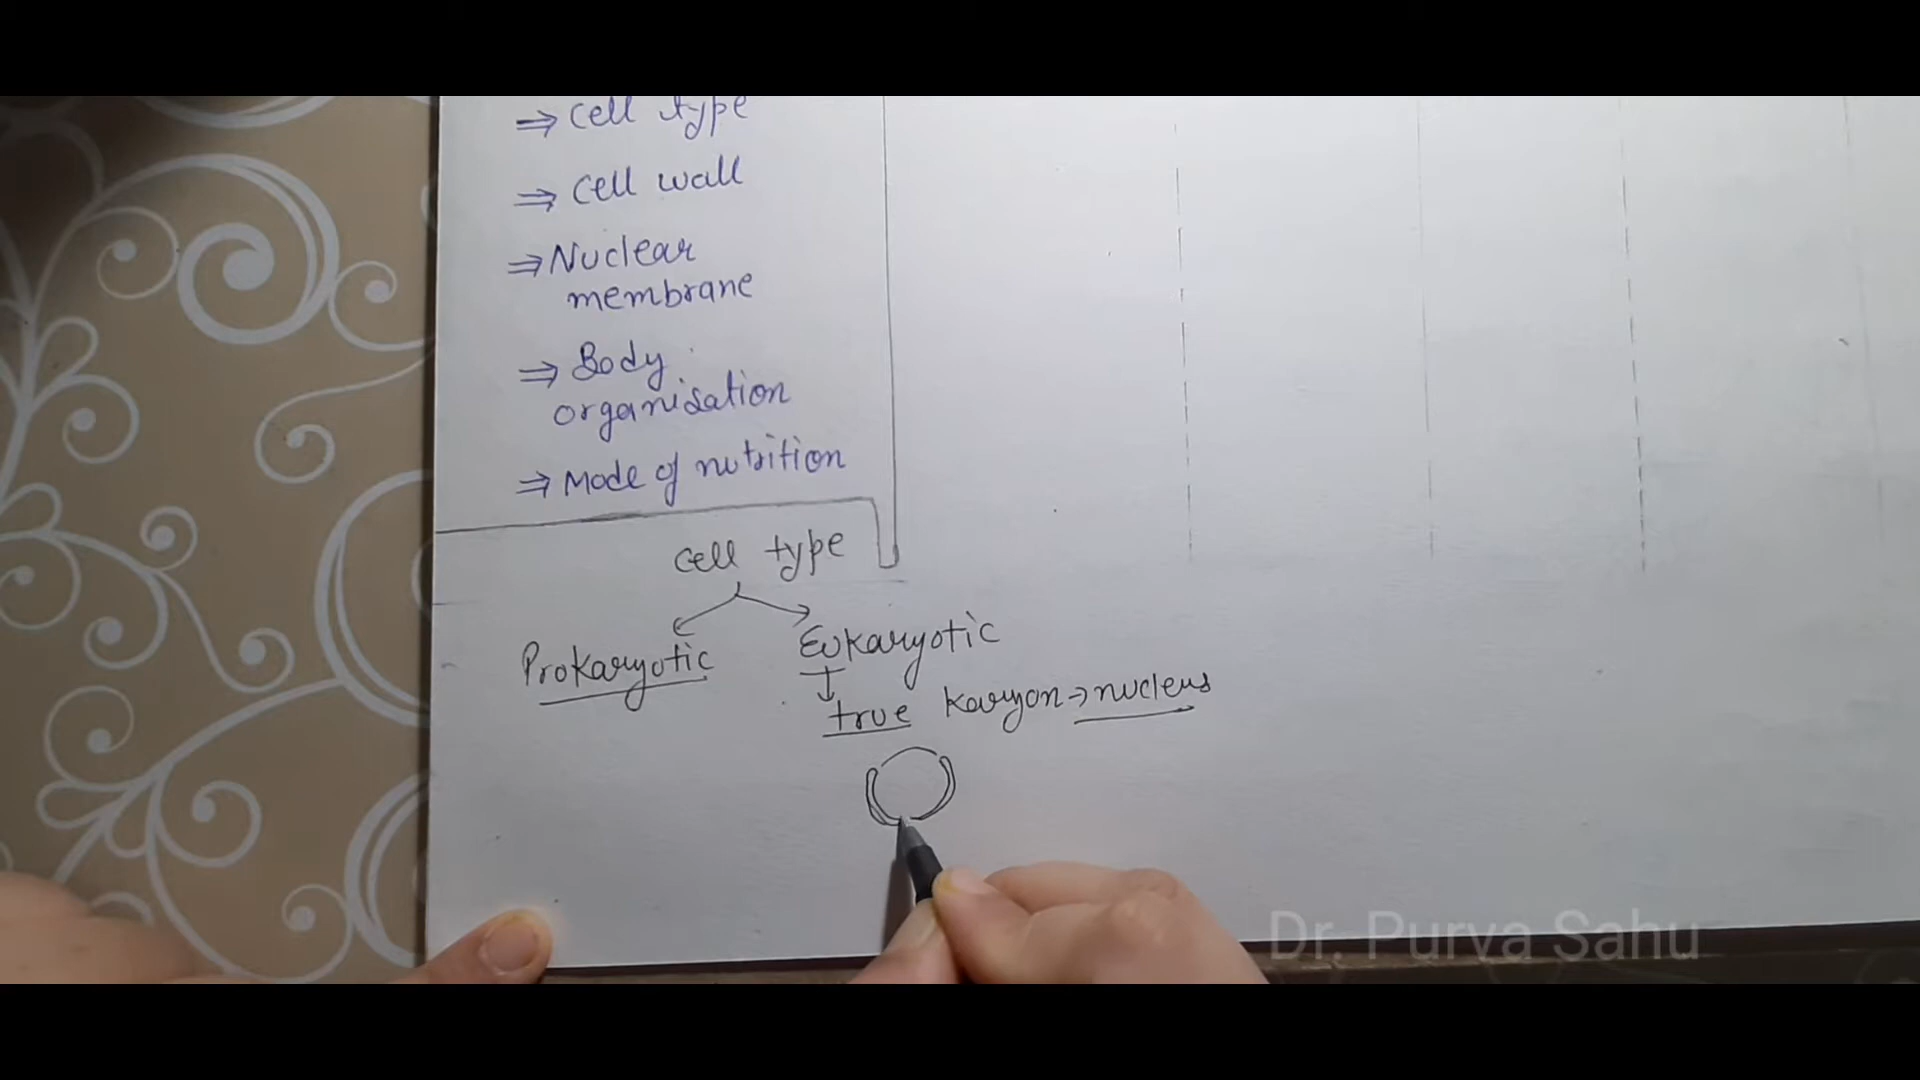 ⇒ Cell type
⇒ Cell wall
⇒ Nuclear
membrane
⇒ Body
organisation
⇒ Mode of nutrition
Cell type
Prokaryotic Eukaryotic
true Karyon → nucleus
Dr. Purva Sahu